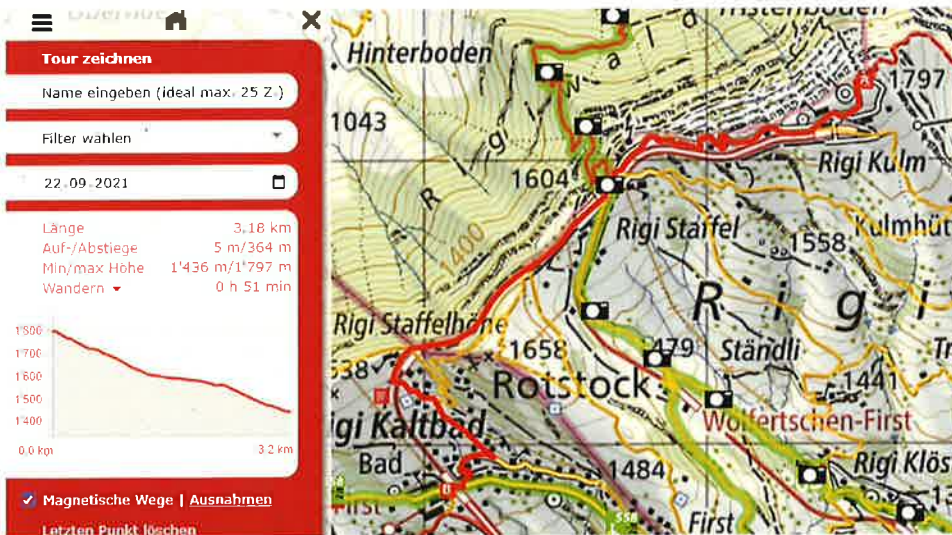 Tour zeichnen
Name eingeben (ideal max. 25 Z.)
Filter wählen
22.09.2021
Länge 3.18 km
Auf-/Abstiege 5 m/364 m
Min/max Höhe 1'436 m/1'797 m
Wandern 0 h 51 min
1'800
1'700
1'600
1'500
1'400
0.0 km 3.2 km
Magnetische Wege | Ausnahmen
Letzten Punkt löschen
Hinterboden
1043
1797
Rigi Kulm
1604
Rigi Staffel
Kulmhüt
1558
1400
R i g i
Rigi Staffelhöhe
1658
479
Ständli
1441
Rotstock
Wölfertschen-First
igi Kaltbad
Bad
1484
Rigi Klös
First